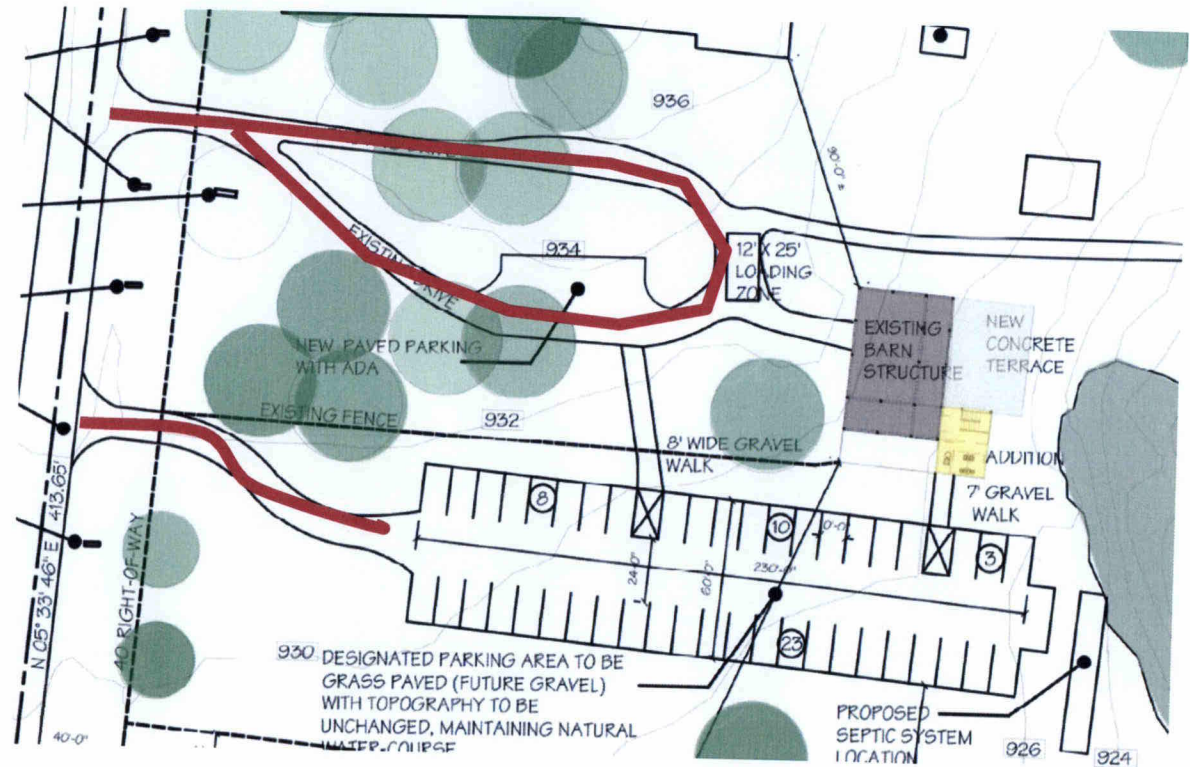 936
90'-0" ±
934
12' X 25'
LOADING
ZONE
EXISTING DRIVE
NEW PAVED PARKING
WITH ADA
EXISTING
BARN
STRUCTURE
NEW
CONCRETE
TERRACE
EXISTING FENCE
932
8' WIDE GRAVEL
WALK
ADDITION
7' GRAVEL
WALK
8
10
3
24'-0"
60'-0"
230'-0"
23
N 05° 33' 46" E 413.65'
40' RIGHT-OF-WAY
930
DESIGNATED PARKING AREA TO BE
GRASS PAVED (FUTURE GRAVEL)
WITH TOPOGRAPHY TO BE
UNCHANGED, MAINTAINING NATURAL
WATER-COURSE
PROPOSED
SEPTIC SYSTEM
LOCATION
926
924
40'-0"